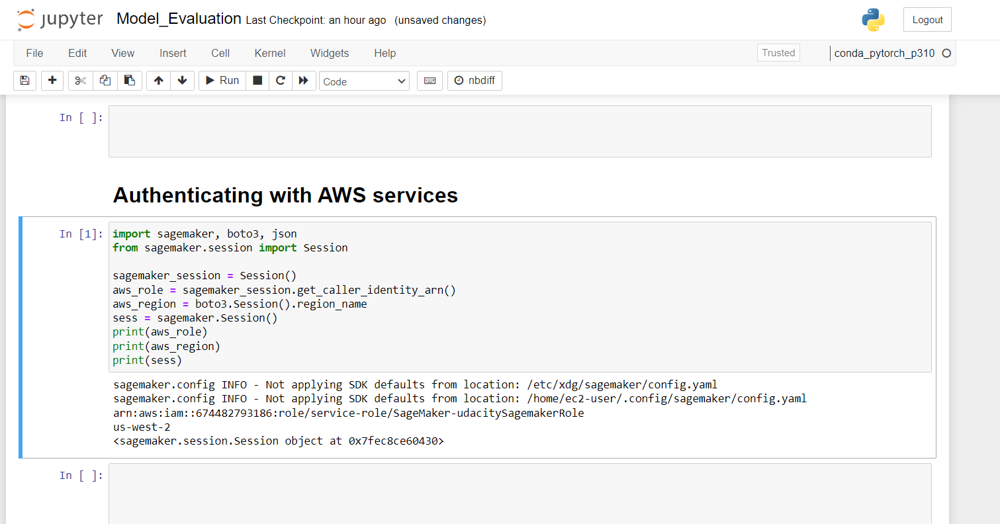 jupyter Model_Evaluation Last Checkpoint: an hour ago (unsaved changes) Logout
File Edit View Insert Cell Kernel Widgets Help Trusted conda_pytorch_p310
Run Code nbdiff
In [ ]:
Authenticating with AWS services
In [1]: import sagemaker, boto3, json
from sagemaker.session import Session
sagemaker_session = Session()
aws_role = sagemaker_session.get_caller_identity_arn()
aws_region = boto3.Session().region_name
sess = sagemaker.Session()
print(aws_role)
print(aws_region)
print(sess)
sagemaker.config INFO - Not applying SDK defaults from location: /etc/xdg/sagemaker/config.yaml
sagemaker.config INFO - Not applying SDK defaults from location: /home/ec2-user/.config/sagemaker/config.yaml
arn:aws:iam::674482793186:role/service-role/SageMaker-udacitySagemakerRole
us-west-2
<sagemaker.session.Session object at 0x7fec8ce60430>
In [ ]: